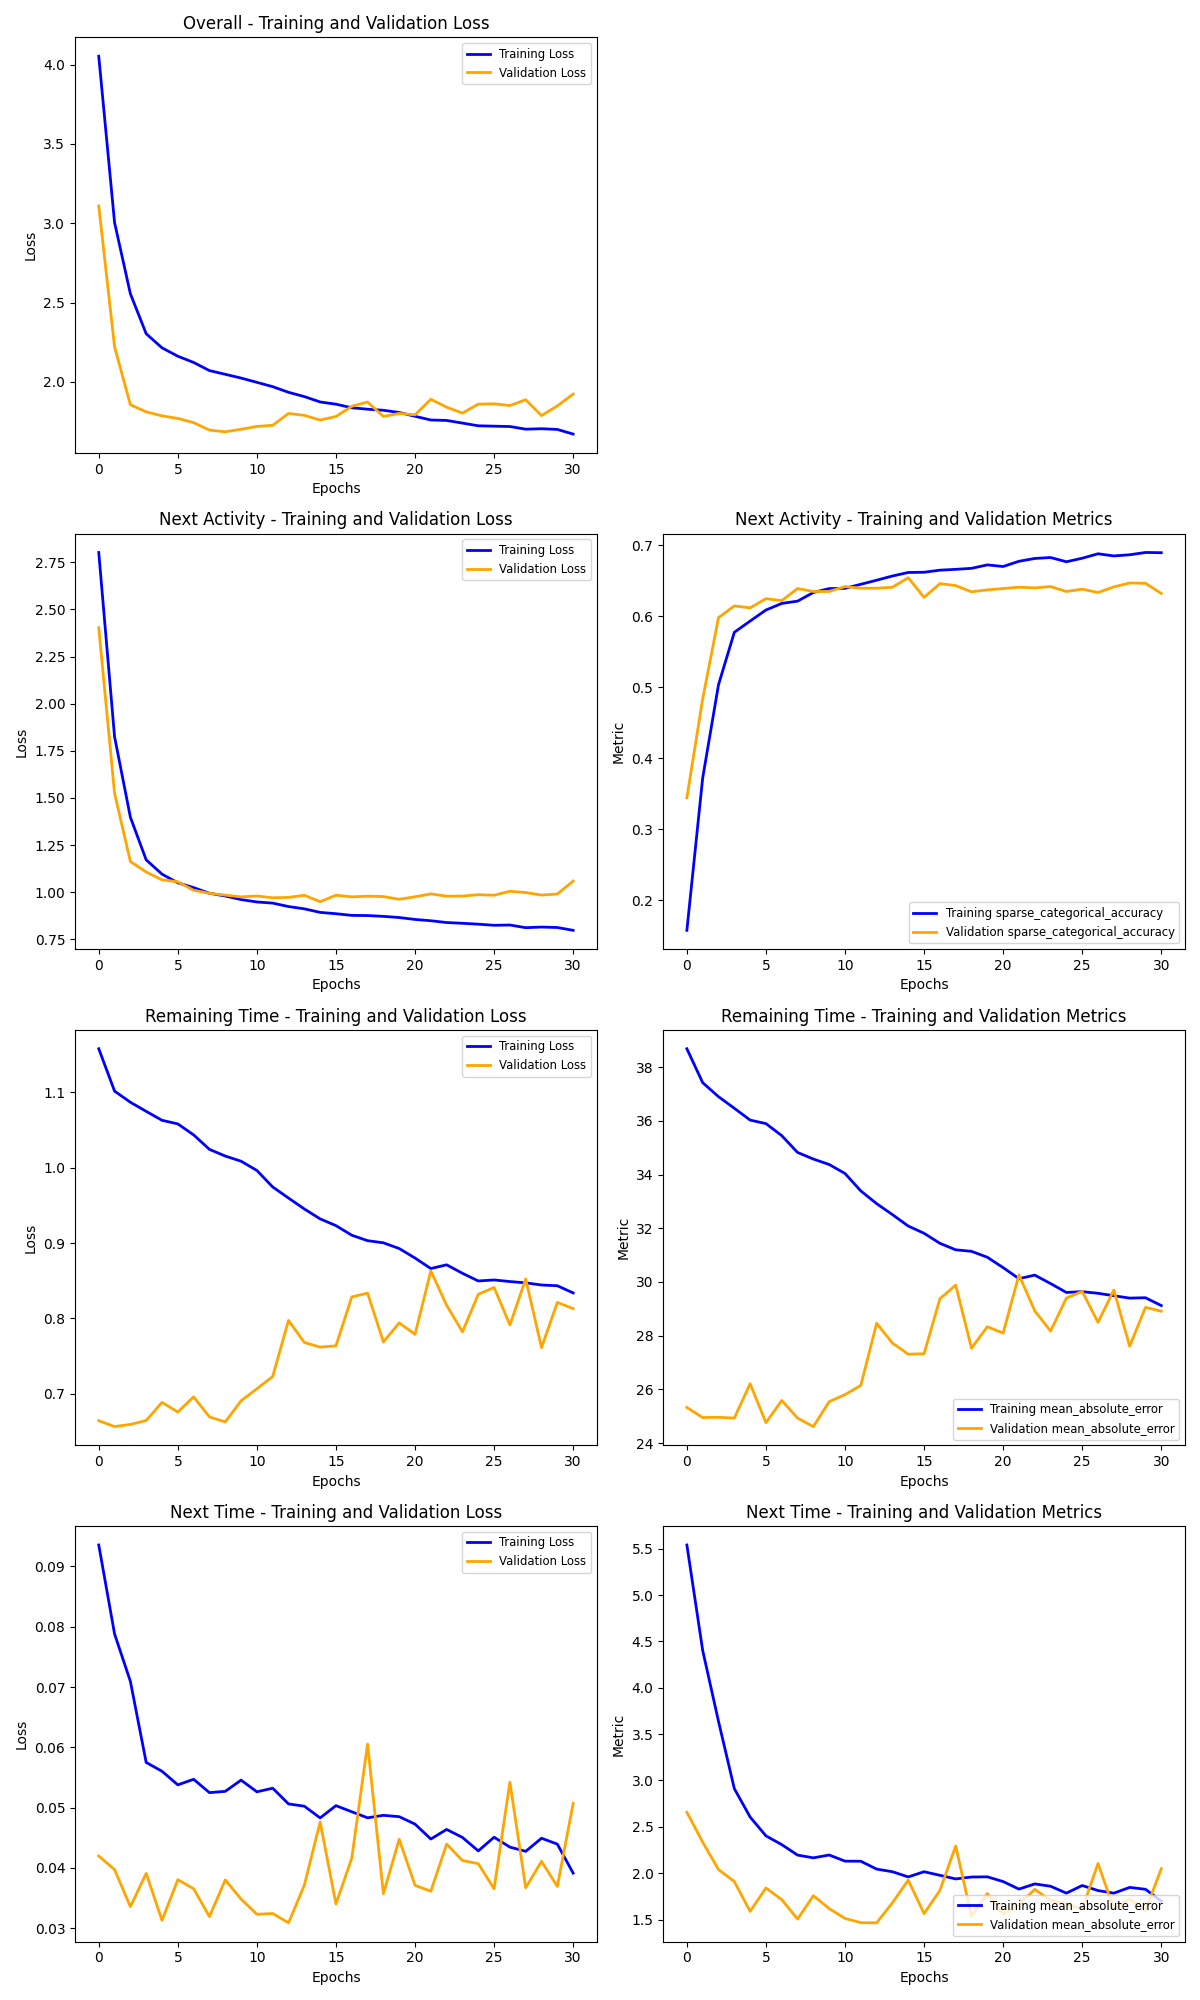 Overall - Training and Validation Loss
Training Loss
Validation Loss
4.0
3.5
3.0
2.5
2.0
Loss
0 5 10 15 20 25 30
Epochs
Next Activity - Training and Validation Loss
Training Loss
Validation Loss
2.75
2.50
2.25
2.00
1.75
1.50
1.25
1.00
0.75
Loss
0 5 10 15 20 25 30
Epochs
Next Activity - Training and Validation Metrics
0.7
0.6
0.5
0.4
0.3
0.2
Metric
Training sparse_categorical_accuracy
Validation sparse_categorical_accuracy
0 5 10 15 20 25 30
Epochs
Remaining Time - Training and Validation Loss
Training Loss
Validation Loss
1.1
1.0
0.9
0.8
0.7
Loss
0 5 10 15 20 25 30
Epochs
Remaining Time - Training and Validation Metrics
38
36
34
32
30
28
26
24
Metric
Training mean_absolute_error
Validation mean_absolute_error
0 5 10 15 20 25 30
Epochs
Next Time - Training and Validation Loss
Training Loss
Validation Loss
0.09
0.08
0.07
0.06
0.05
0.04
0.03
Loss
0 5 10 15 20 25 30
Epochs
Next Time - Training and Validation Metrics
5.5
5.0
4.5
4.0
3.5
3.0
2.5
2.0
1.5
Metric
Training mean_absolute_error
Validation mean_absolute_error
0 5 10 15 20 25 30
Epochs